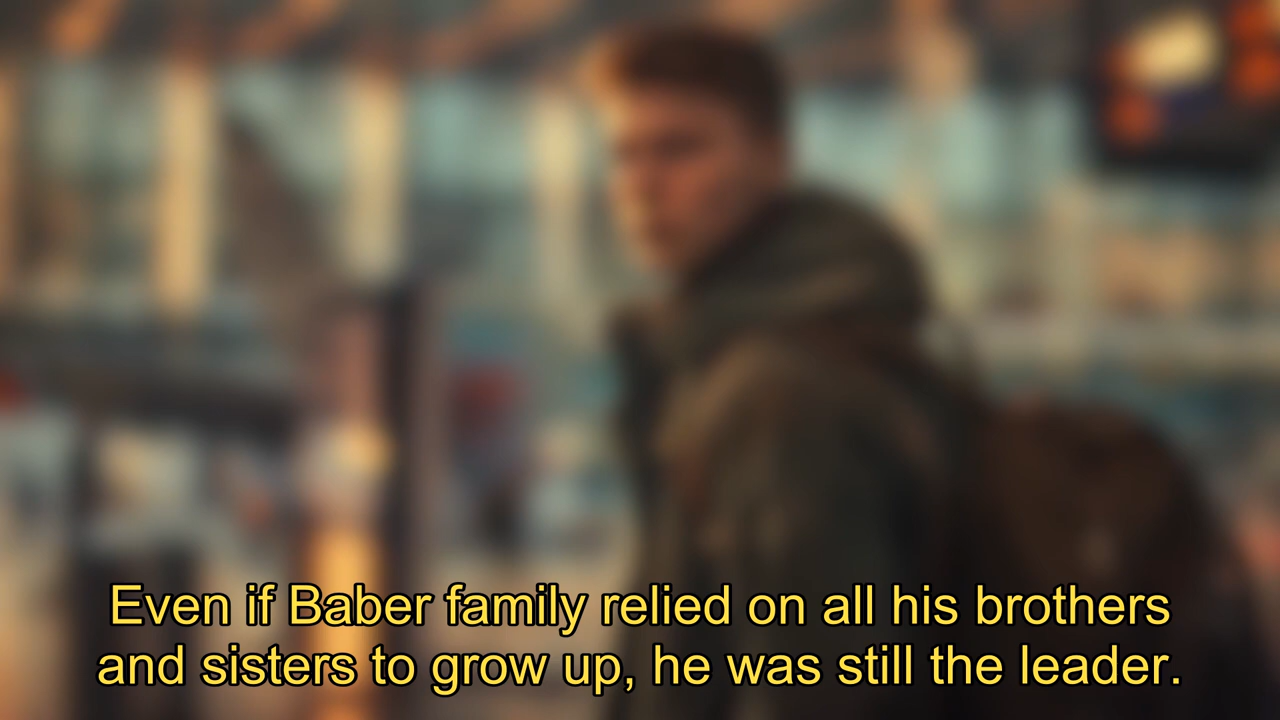 Even if Baber family relied on all his brothers
and sisters to grow up, he was still the leader.